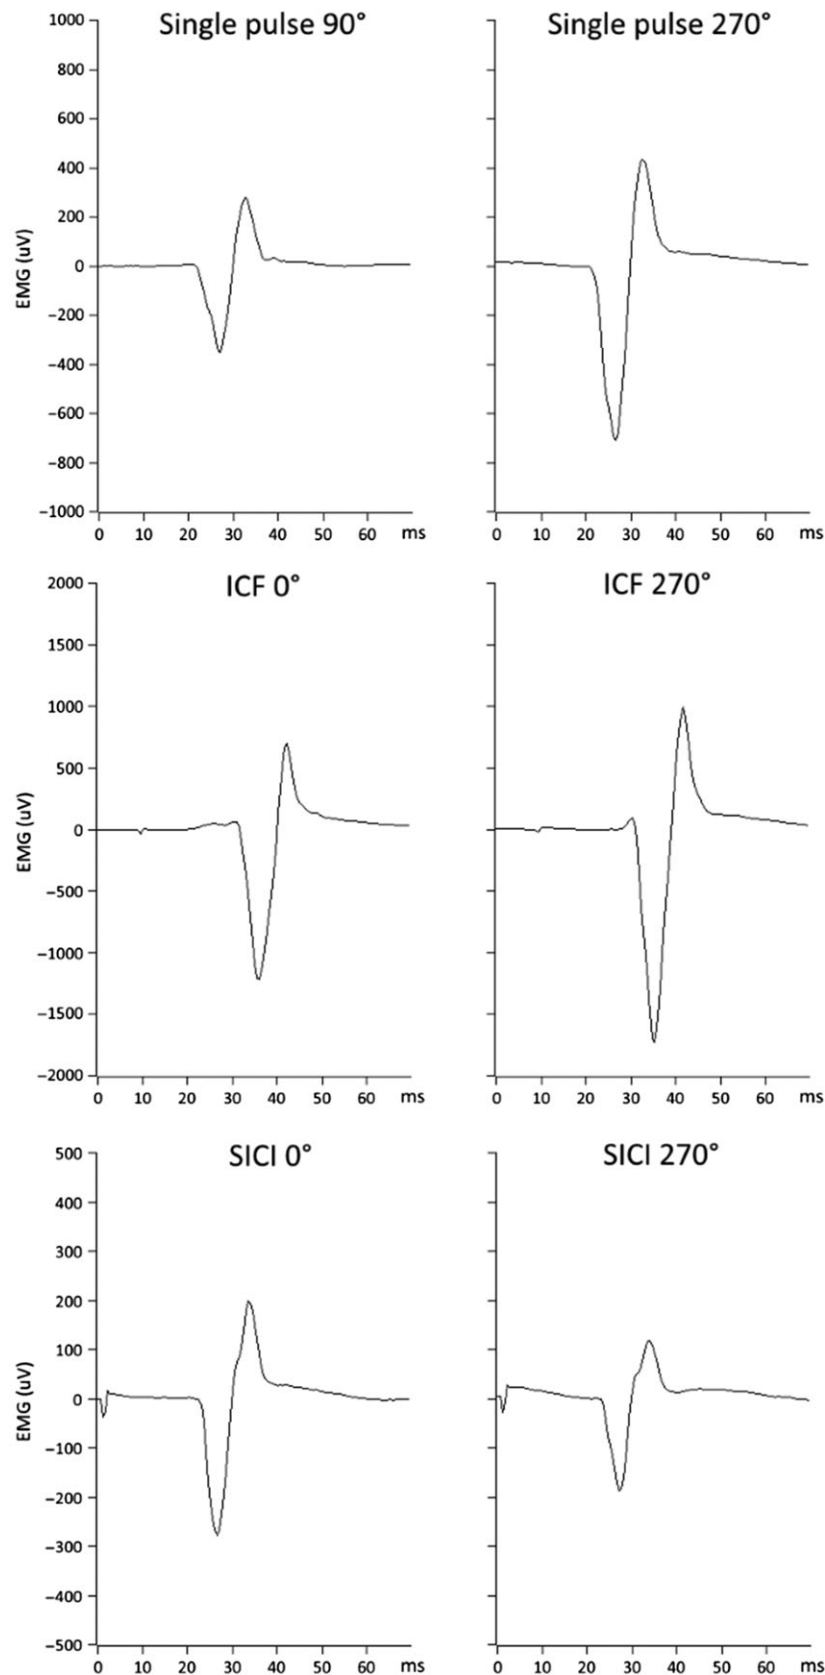 Single pulse 90°
Single pulse 270°
1000
800
600
400
200
0
−200
−400
−600
−800
−1000
EMG (uV)
0 10 20 30 40 50 60 ms
0 10 20 30 40 50 60 ms
ICF 0°
ICF 270°
2000
1500
1000
500
0
−500
−1000
−1500
−2000
EMG (uV)
0 10 20 30 40 50 60 ms
0 10 20 30 40 50 60 ms
SICI 0°
SICI 270°
500
400
300
200
100
0
−100
−200
−300
−400
−500
EMG (uV)
0 10 20 30 40 50 60 ms
0 10 20 30 40 50 60 ms